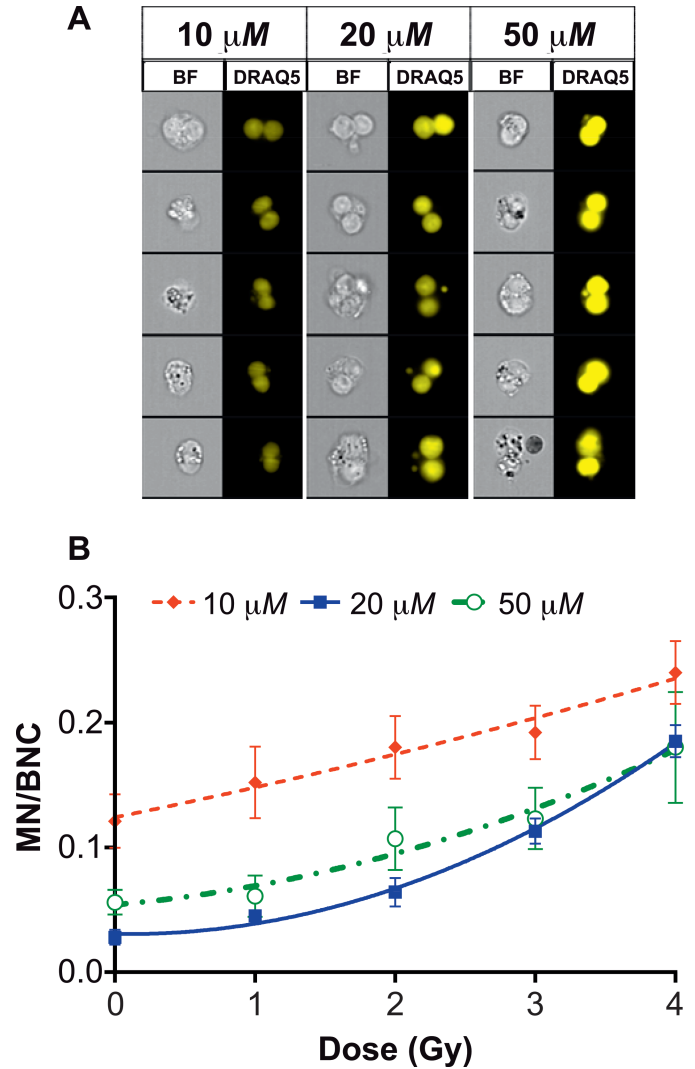 A
10 μM 20 μM 50 μM
BF DRAQ5 BF DRAQ5 BF DRAQ5
B
0.3
10 μM 20 μM 50 μM
0.2
0.1
0.0
MN/BNC
0 1 2 3 4
Dose (Gy)